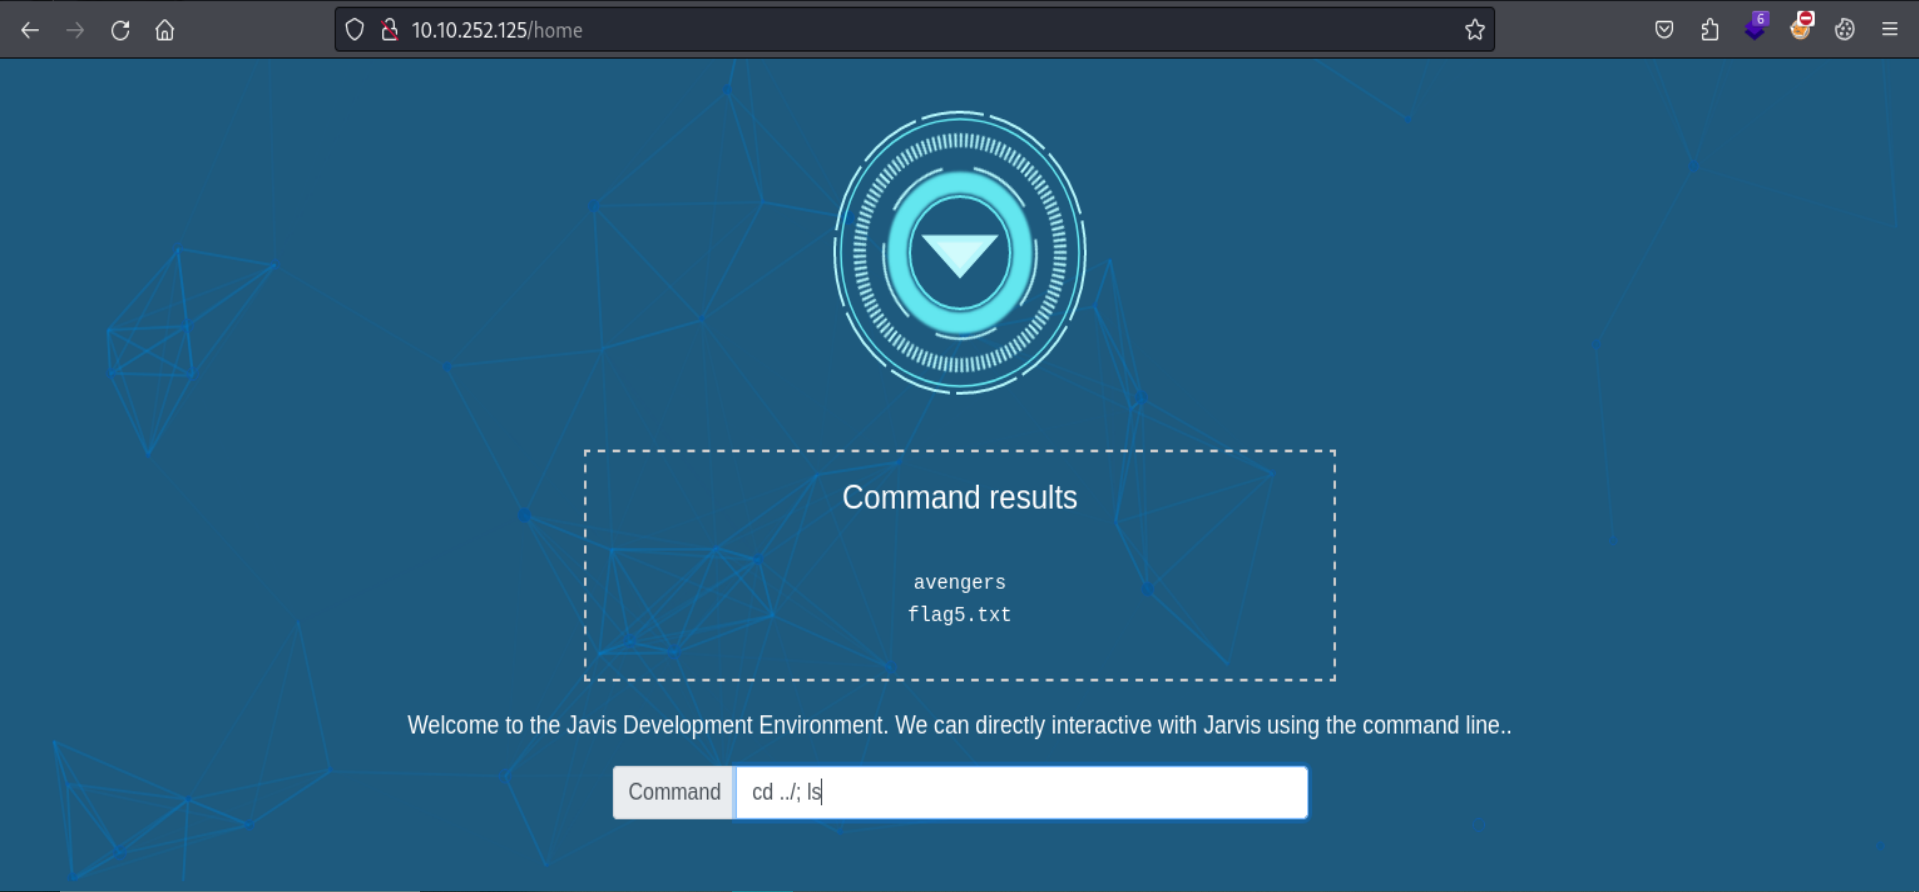 10.10.252.125/home
6
Command results
avengers
flag5.txt
Welcome to the Javis Development Environment. We can directly interactive with Jarvis using the command line..
Command
cd ../; ls